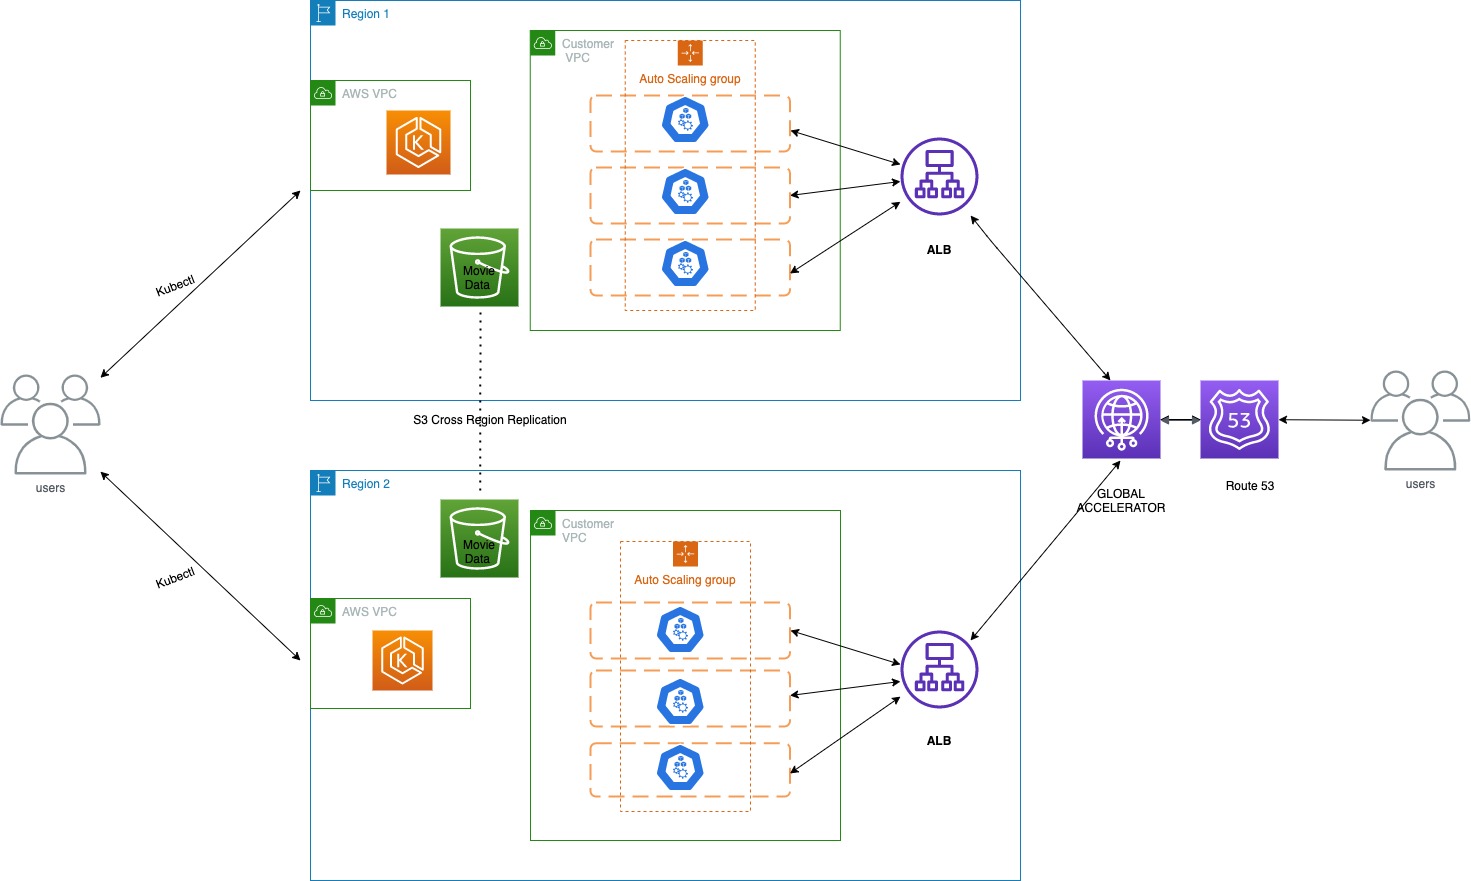 Region 1
Customer
VPC
Auto Scaling group
AWS VPC
K
ALB
Movie
Data
Kubectl
S3 Cross Region Replication
users
53
GLOBAL
ACCELERATOR
Route 53
users
Region 2
Customer
VPC
Movie
Data
Auto Scaling group
Kubectl
AWS VPC
K
ALB